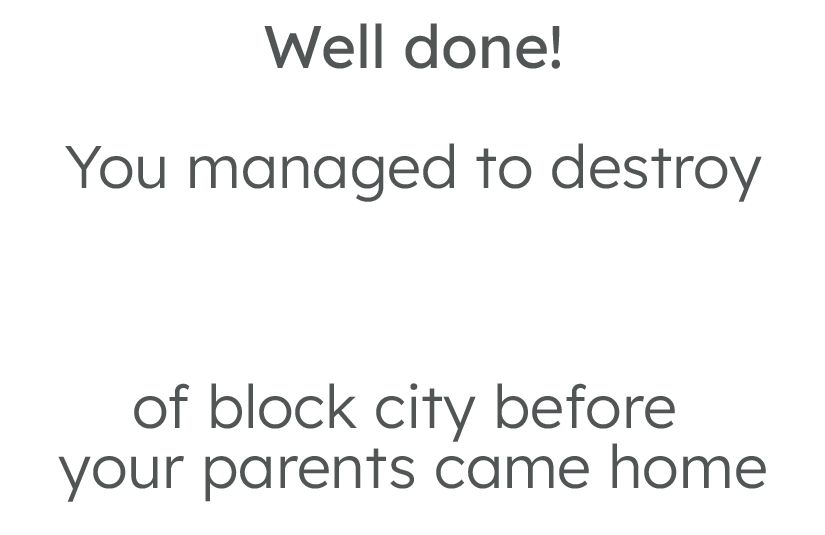 Well done!
You managed to destroy
of block city before
your parents came home